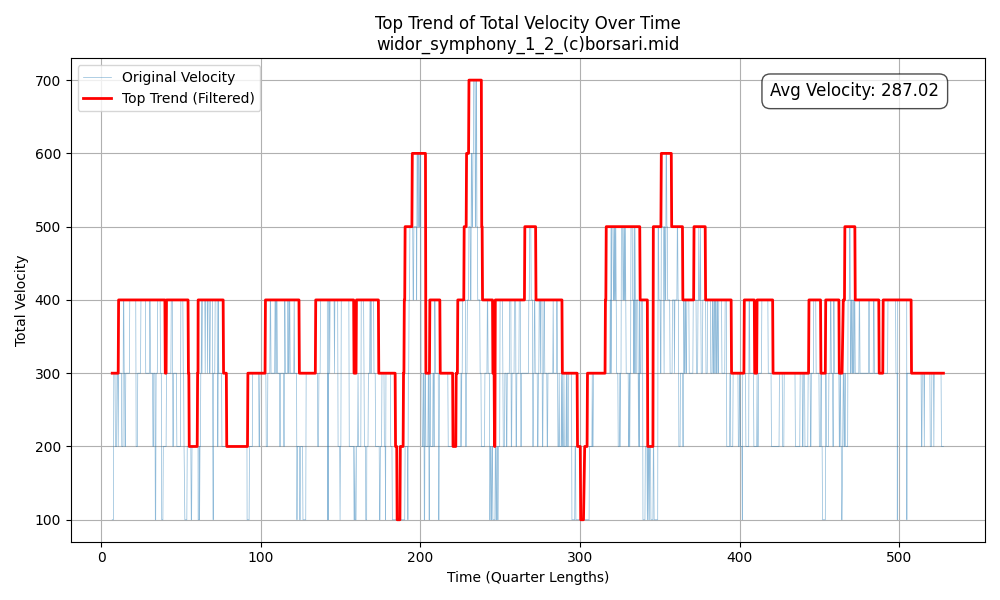 Top Trend of Total Velocity Over Time
widor_symphony_1_2_(c)borsari.mid
Original Velocity
Top Trend (Filtered)
Avg Velocity: 287.02
Total Velocity
700
600
500
400
300
200
100
0 100 200 300 400 500
Time (Quarter Lengths)